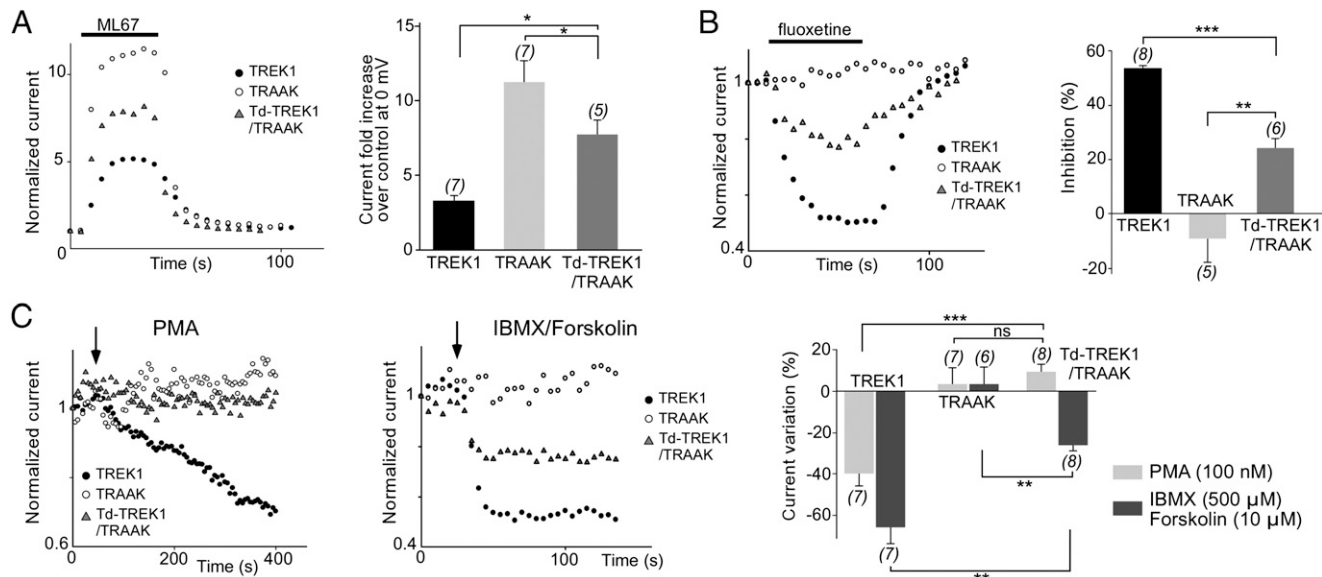 A
ML67
Normalized current
10
5
0
Time (s)
100
TREK1
TRAAK
Td-TREK1
/TRAAK
Current fold increase
over control at 0 mV
15
10
5
0
*
*
(7)
(7)
(5)
TREK1
TRAAK
Td-TREK1
/TRAAK
B
fluoxetine
Normalized current
1
0.4
Time (s)
100
TREK1
TRAAK
Td-TREK1
/TRAAK
Inhibition (%)
60
40
20
0
-20
***
**
(8)
(6)
(5)
TREK1
TRAAK
Td-TREK1
/TRAAK
C
PMA
Normalized current
1
0.6
TREK1
TRAAK
Td-TREK1
/TRAAK
0
200
400
Time (s)
IBMX/Forskolin
Normalized current
1
0.4
100
Time (s)
TREK1
TRAAK
Td-TREK1
/TRAAK
Current variation (%)
20
0
-20
-40
-60
***
ns
(7)
(6)
(8)
Td-TREK1
/TRAAK
TREK1
TRAAK
(7)
(7)
(8)
**
**
PMA (100 nM)
IBMX (500 µM)
Forskolin (10 µM)